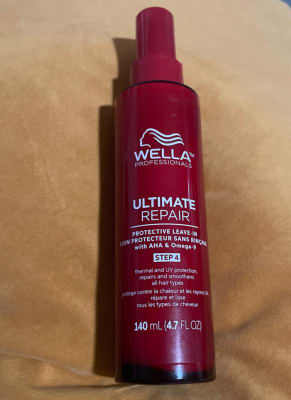 WELLA™
PROFESSIONALS
ULTIMATE
REPAIR
PROTECTIVE LEAVE-IN
SOIN PROTECTEUR SANS RINÇAGE
with AHA & Omega-9
STEP 4
thermal and UV protection,
repairs and smoothens
all hair types
protège contre la chaleur et les rayons UV,
répare et lisse
tous les types de cheveux
140 mL (4.7 FL OZ)